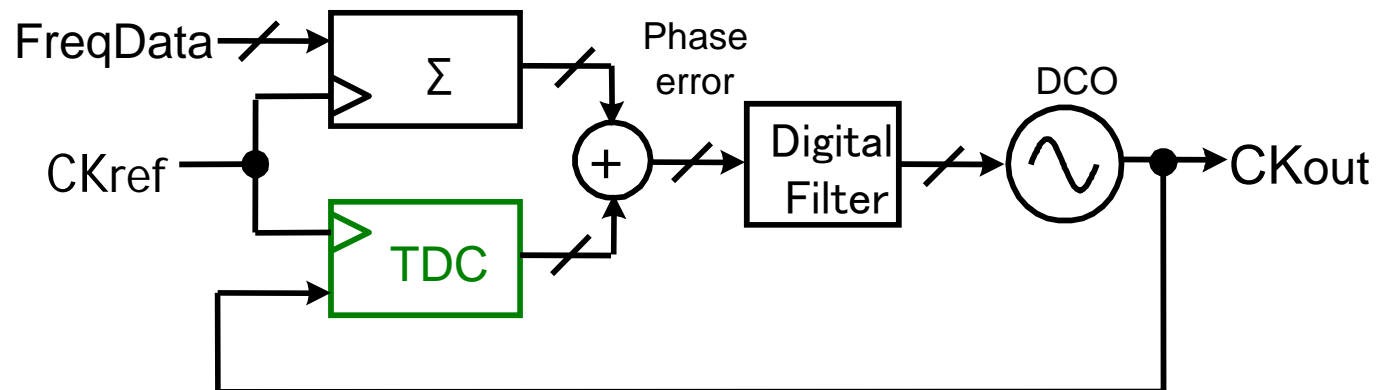 FreqData
Σ
Phase
error
DCO
CKref
+
Digital
Filter
CKout
TDC